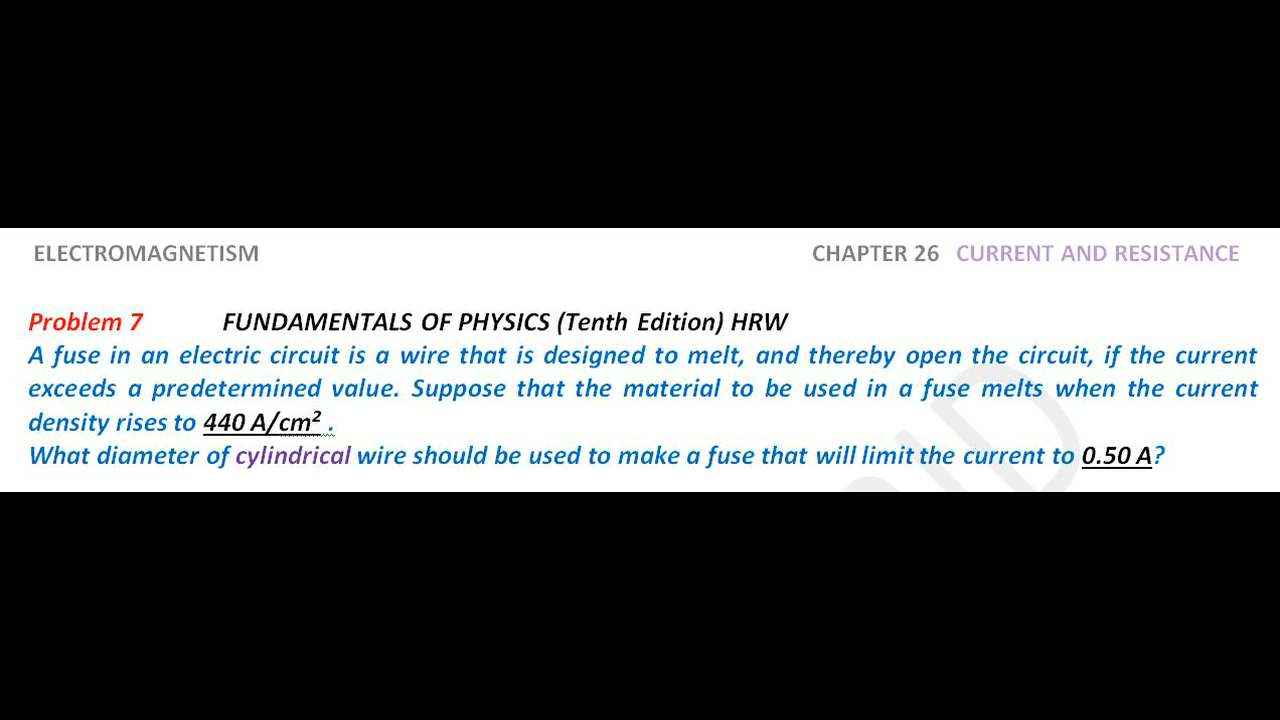 ELECTROMAGNETISM CHAPTER 26 CURRENT AND RESISTANCE
Problem 7 FUNDAMENTALS OF PHYSICS (Tenth Edition) HRW
A fuse in an electric circuit is a wire that is designed to melt, and thereby open the circuit, if the current
exceeds a predetermined value. Suppose that the material to be used in a fuse melts when the current
density rises to 440 A/cm² .
What diameter of cylindrical wire should be used to make a fuse that will limit the current to 0.50 A?